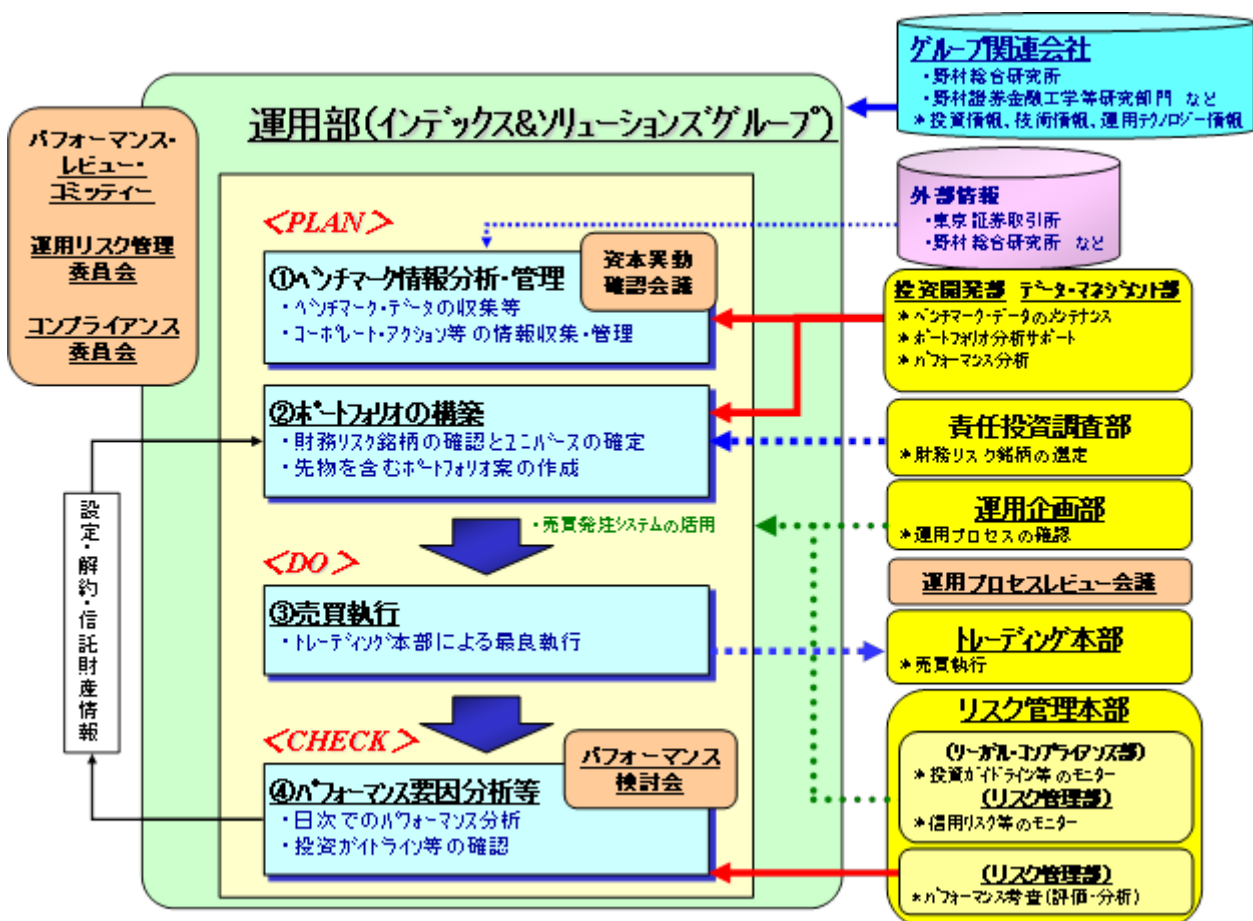 グループ関連会社
・野村総合研究所
・野村證券金融工学等研究部門 など
＊投資情報、技術情報、運用テクノロジー情報
運用部(インデックス&ソリューションズグループ)
パフォーマンス・
レビュー・
コミッティー
運用リスク管理
委員会
コンプライアンス
委員会
外部情報
・東京証券取引所
・野村総合研究所 など
<PLAN>
①ベンチマーク情報分析・管理
・ベンチマーク・データの収集等
・コーポレート・アクション等の情報収集・管理
資本異動
確認会議
投資開発部 データ・マネジメント部
＊ベンチマーク・データのメンテナンス
＊ポートフォリオ分析サポート
＊パフォーマンス分析
②ポートフォリオの構築
・財務リスク銘柄の確認とユニバースの確定
・先物を含むポートフォリオ案の作成
責任投資調査部
＊財務リスク銘柄の選定
・売買発注システムの活用
運用企画部
＊運用プロセスの確認
運用プロセスレビュー会議
<DO>
③売買執行
・トレーディング本部による最良執行
トレーディング本部
＊売買執行
設定・解約・信託財産情報
<CHECK>
④パフォーマンス要因分析等
・日次でのパフォーマンス分析
・投資ガイドライン等の確認
パフォーマンス
検討会
リスク管理本部
(リーガル・コンプライアンス部)
＊投資ガイドライン等のモニター
(リスク管理部)
＊信用リスク等のモニター
(リスク管理部)
＊パフォーマンス考査(評価・分析)